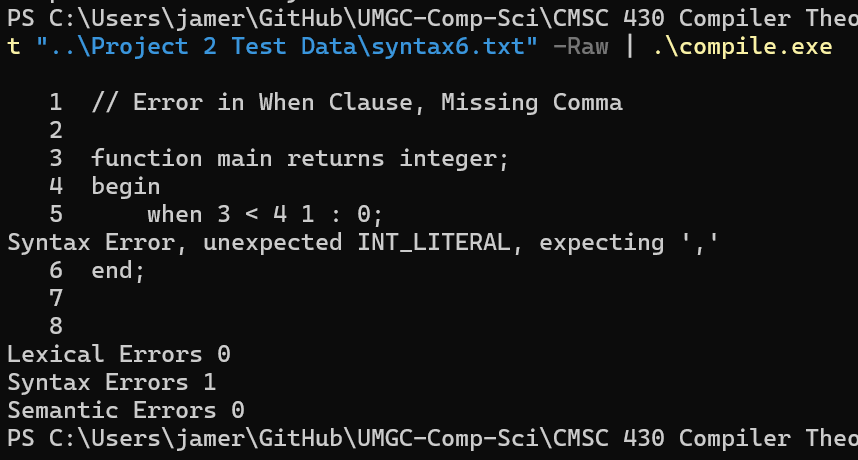 PS C:\Users\jamer\GitHub\UMGC-Comp-Sci\CMSC 430 Compiler Theo
t "..\Project 2 Test Data\syntax6.txt" -Raw | .\compile.exe
1 // Error in When Clause, Missing Comma
2
3 function main returns integer;
4 begin
5 when 3 < 4 1 : 0;
Syntax Error, unexpected INT_LITERAL, expecting ','
6 end;
7
8
Lexical Errors 0
Syntax Errors 1
Semantic Errors 0
PS C:\Users\jamer\GitHub\UMGC-Comp-Sci\CMSC 430 Compiler Theo